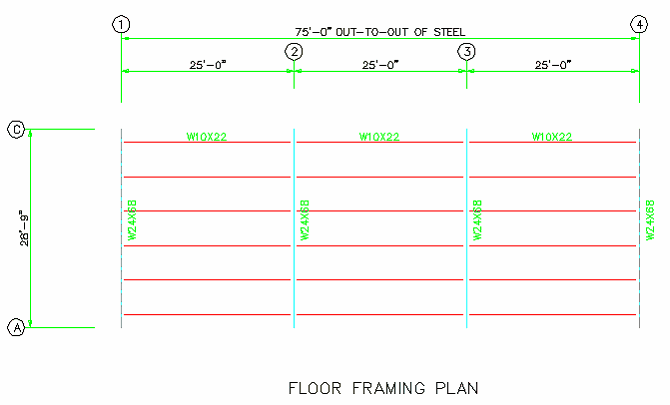 1 4
75'-0" OUT-TO-OUT OF STEEL
2 3
25'-0" 25'-0" 25'-0"
C
W10X22 W10X22 W10X22
28'-9"
W24X68 W24X68 W24X68 W24X68
A
FLOOR FRAMING PLAN